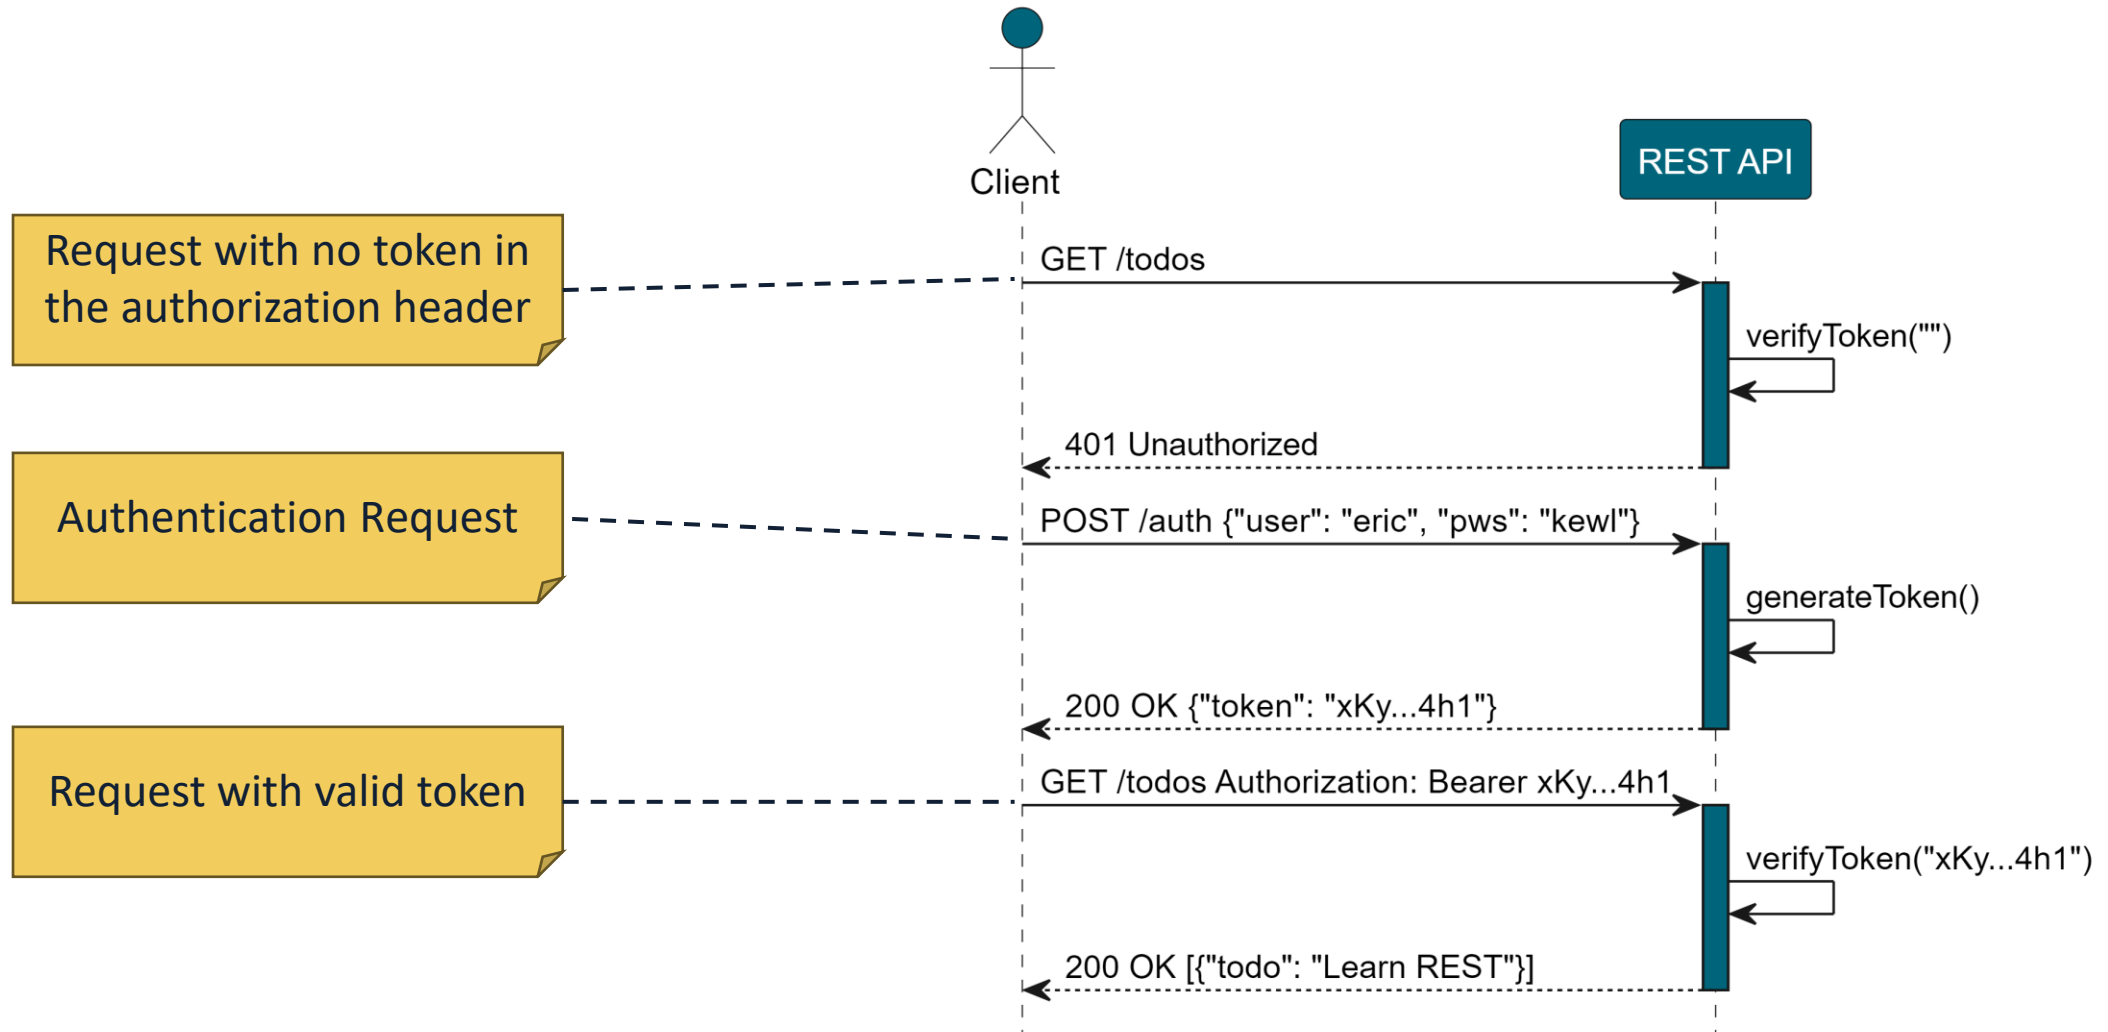 Client
REST API
Request with no token in
the authorization header
GET /todos
verifyToken("")
401 Unauthorized
Authentication Request
POST /auth {"user": "eric", "pws": "kewl"}
generateToken()
200 OK {"token": "xKy...4h1"}
Request with valid token
GET /todos Authorization: Bearer xKy...4h1
verifyToken("xKy...4h1")
200 OK [{"todo": "Learn REST"}]